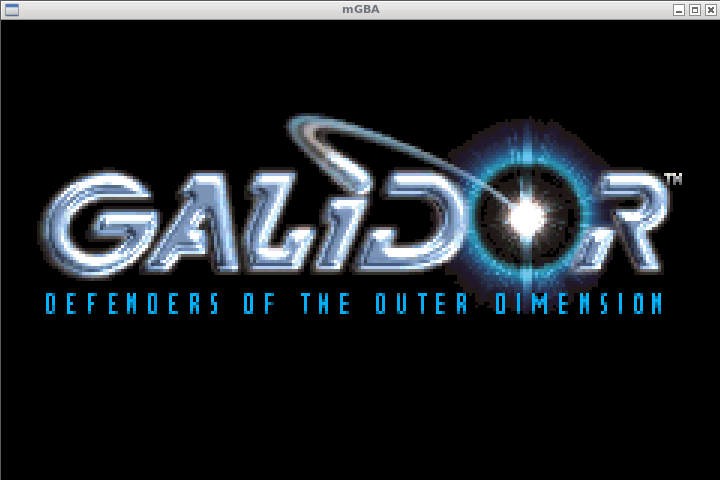 mGBA
GALIDOR™
DEFENDERS OF THE OUTER DIMENSION